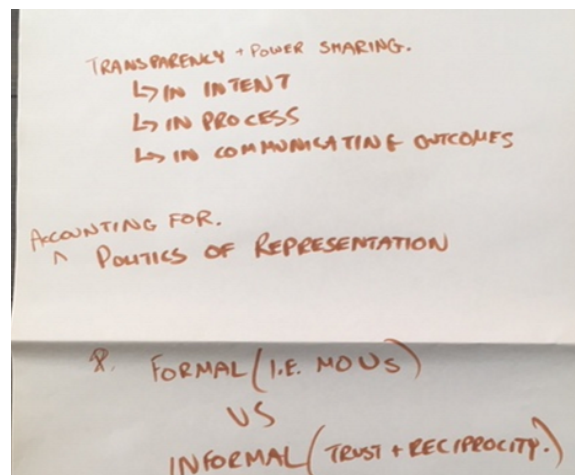 TRANSPARENCY + POWER SHARING.
↳ IN INTENT
↳ IN PROCESS
↳ IN COMMUNICATING OUTCOMES
ACCOUNTING FOR.
^ POLITICS OF REPRESENTATION
FORMAL (I.E. MOUS)
VS
INFORMAL (TRUST + RECIPROCITY.)